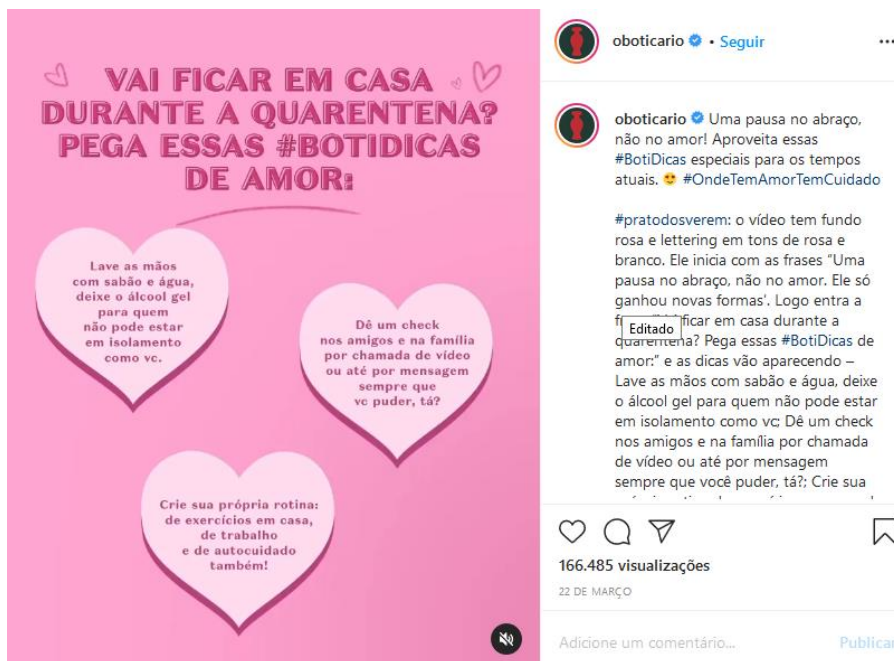 VAI FICAR EM CASA
DURANTE A QUARENTENA?
PEGA ESSAS #BOTIDICAS
DE AMOR:
Lave as mãos
com sabão e água,
deixe o álcool gel
para quem
não pode estar
em isolamento
como vc.
Dê um check
nos amigos e na família
por chamada de vídeo
ou até por mensagem
sempre que
vc puder, tá?
Crie sua própria rotina:
de exercícios em casa,
de trabalho
e de autocuidado
também!
oboticario • Seguir
oboticario Uma pausa no abraço,
não no amor! Aproveita essas
#BotiDicas especiais para os tempos
atuais. 😍 #OndeTemAmorTemCuidado
#pratodosverem: o vídeo tem fundo
rosa e lettering em tons de rosa e
branco. Ele inicia com as frases "Uma
pausa no abraço, não no amor. Ele só
ganhou novas formas'. Logo entra a
ficar em casa durante a
Editado
quarentena? Pega essas #BotiDicas de
amor:" e as dicas vão aparecendo –
Lave as mãos com sabão e água, deixe
o álcool gel para quem não pode estar
em isolamento como vc; Dê um check
nos amigos e na família por chamada
de vídeo ou até por mensagem
sempre que você puder, tá?; Crie sua
166.485 visualizações
22 DE MARÇO
Adicione um comentário...
Publicar